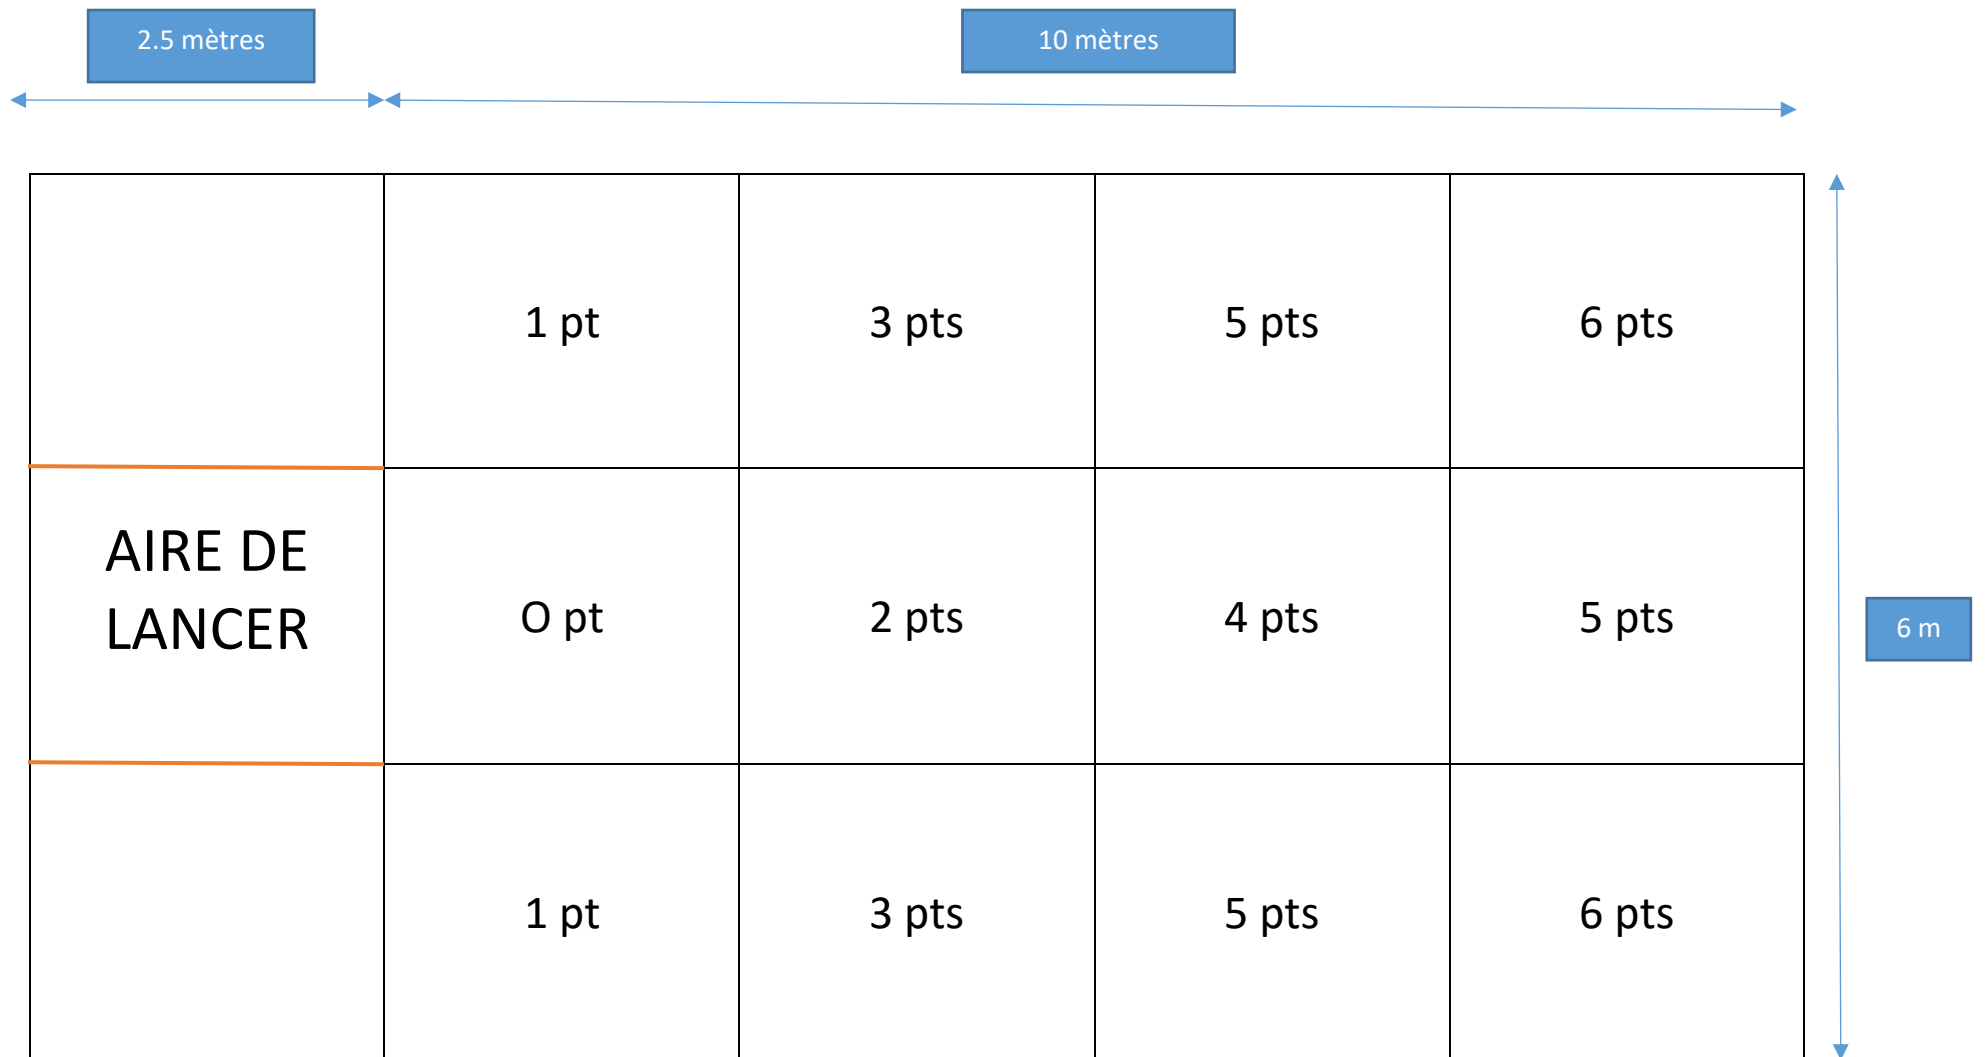 2.5 mètres
10 mètres
1 pt
3 pts
5 pts
6 pts
AIRE DE
LANCER
O pt
2 pts
4 pts
5 pts
6 m
1 pt
3 pts
5 pts
6 pts